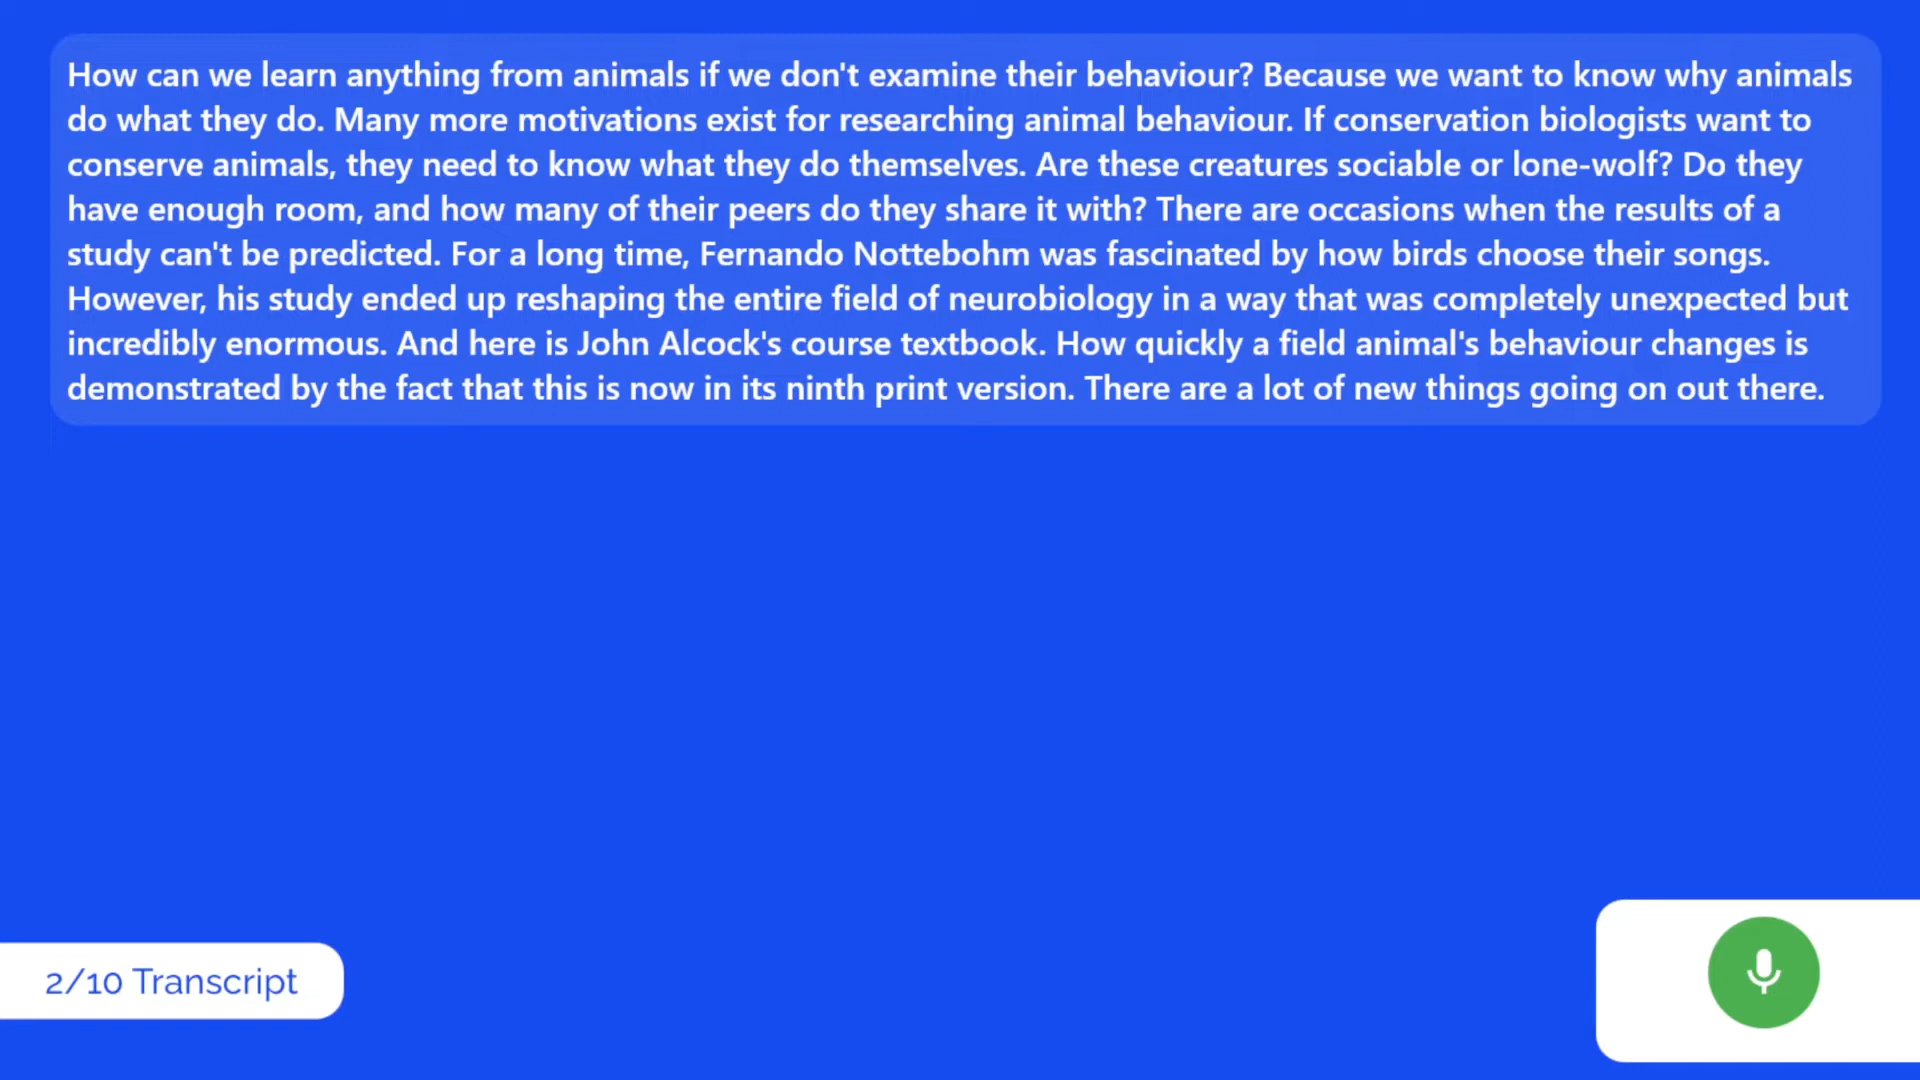 How can we learn anything from animals if we don't examine their behaviour? Because we want to know why animals
do what they do. Many more motivations exist for researching animal behaviour. If conservation biologists want to
conserve animals, they need to know what they do themselves. Are these creatures sociable or lone-wolf? Do they
have enough room, and how many of their peers do they share it with? There are occasions when the results of a
study can't be predicted. For a long time, Fernando Nottebohm was fascinated by how birds choose their songs.
However, his study ended up reshaping the entire field of neurobiology in a way that was completely unexpected but
incredibly enormous. And here is John Alcock's course textbook. How quickly a field animal's behaviour changes is
demonstrated by the fact that this is now in its ninth print version. There are a lot of new things going on out there.
2/10 Transcript